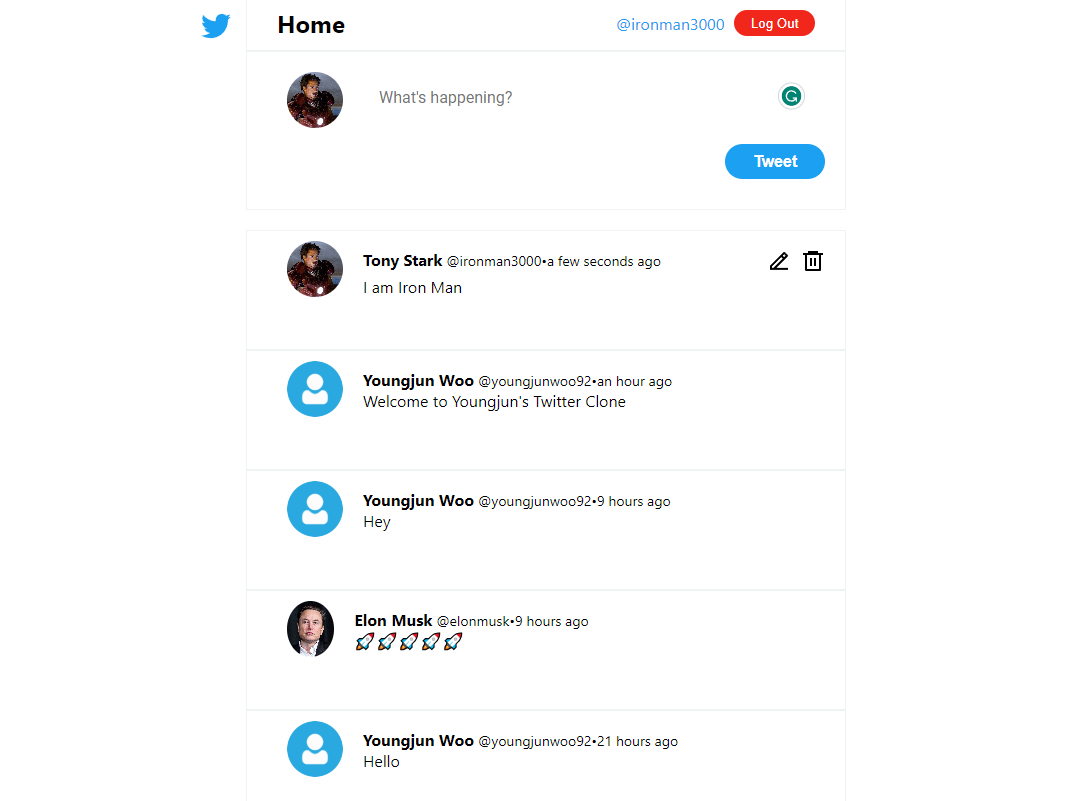 Home
@ironman3000
Log Out
What's happening?
Tweet
Tony Stark @ironman3000•a few seconds ago
I am Iron Man
Youngjun Woo @youngjunwoo92•an hour ago
Welcome to Youngjun's Twitter Clone
Youngjun Woo @youngjunwoo92•9 hours ago
Hey
Elon Musk @elonmusk•9 hours ago
🚀🚀🚀🚀🚀
Youngjun Woo @youngjunwoo92•21 hours ago
Hello